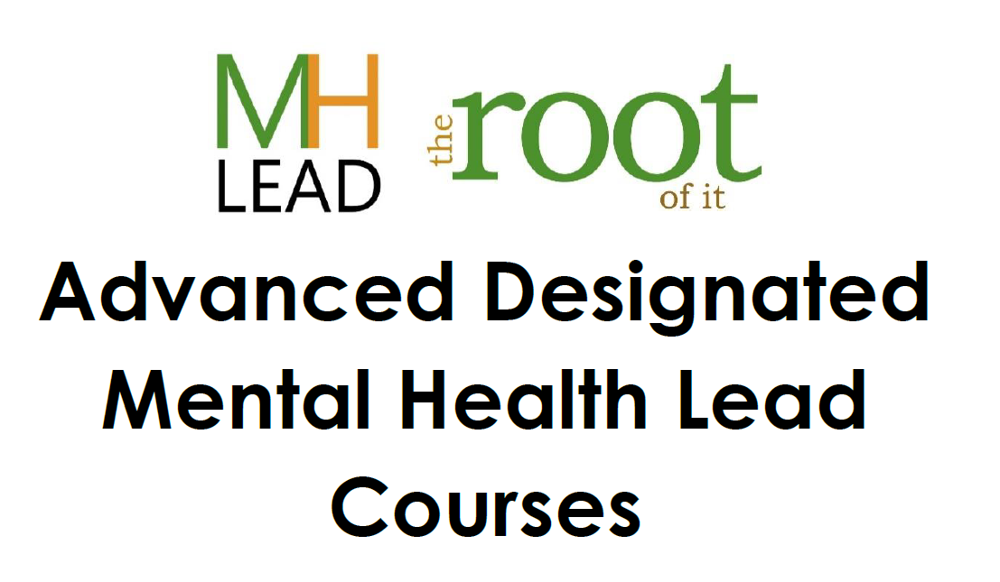 MH
LEAD
the root
of it
Advanced Designated
Mental Health Lead
Courses